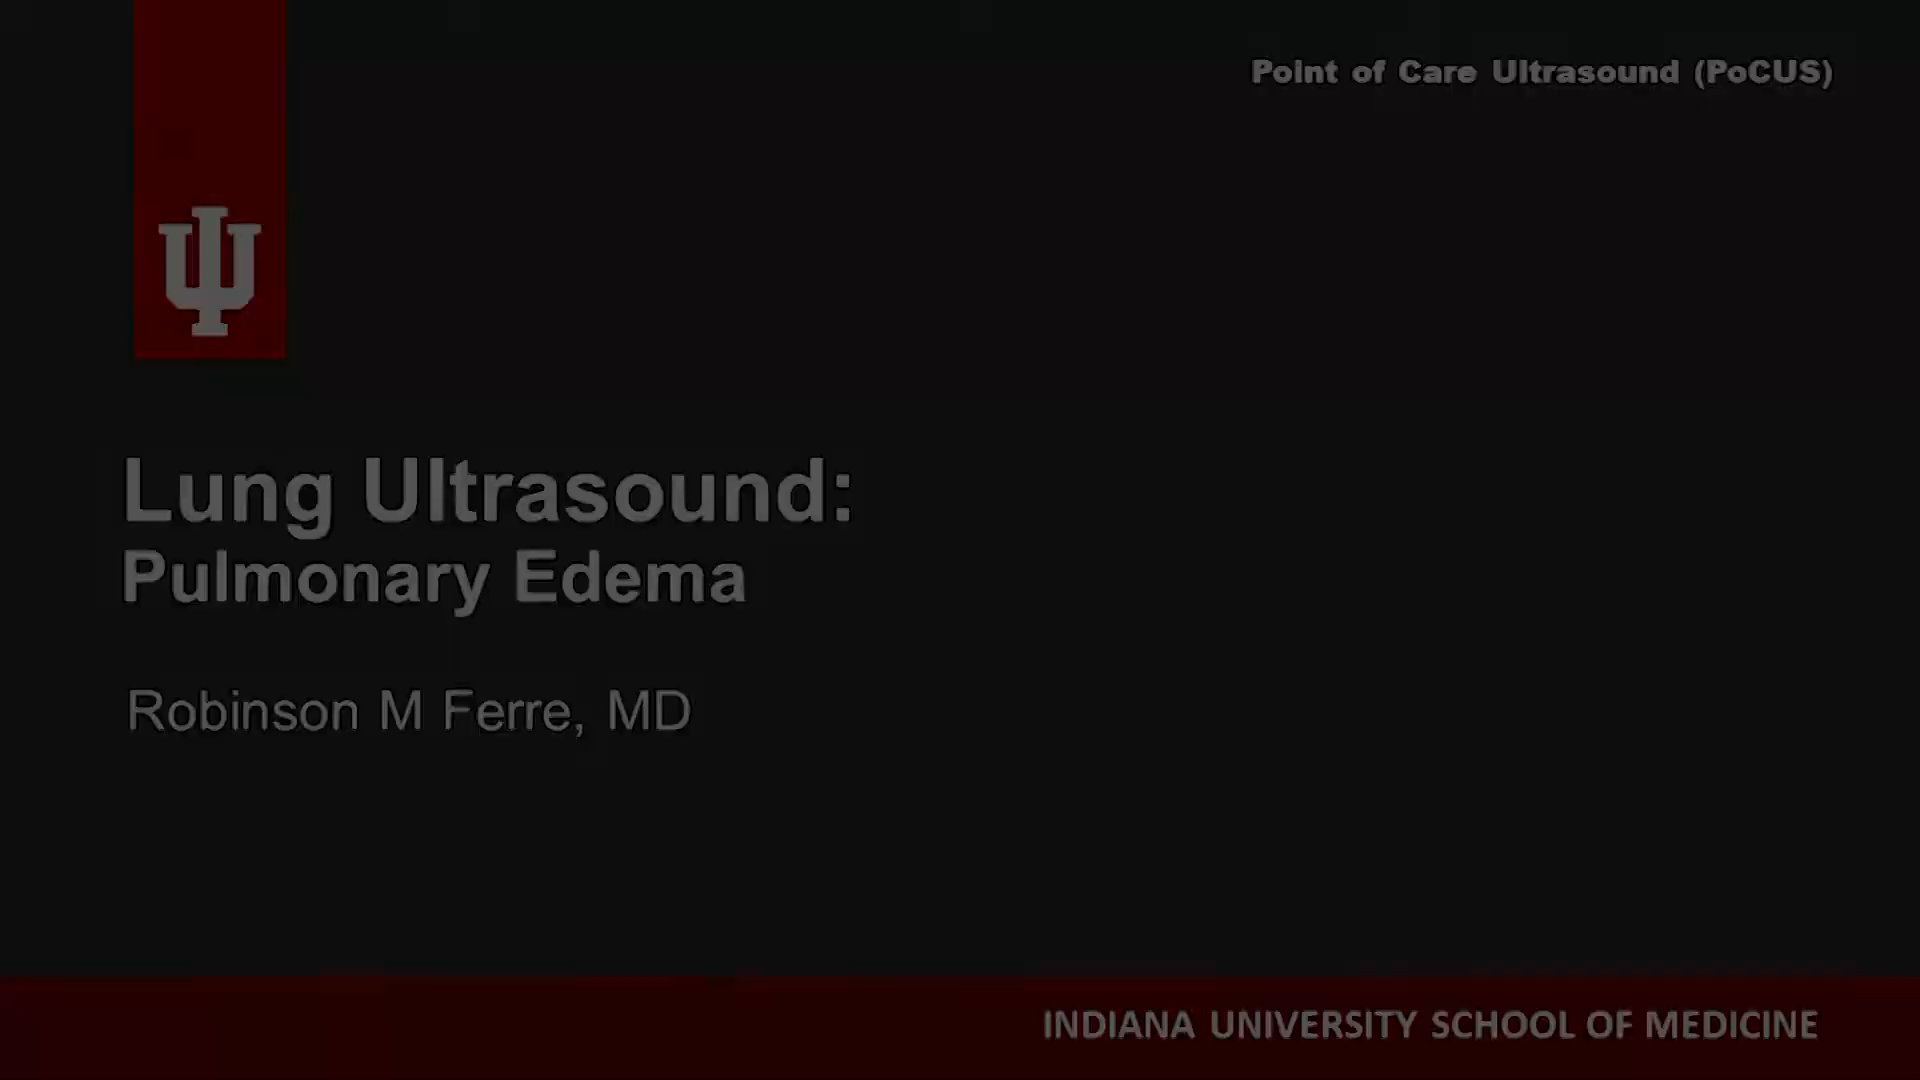 Point of Care Ultrasound (PoCUS)
Lung Ultrasound:
Pulmonary Edema
Robinson M Ferre, MD
INDIANA UNIVERSITY SCHOOL OF MEDICINE